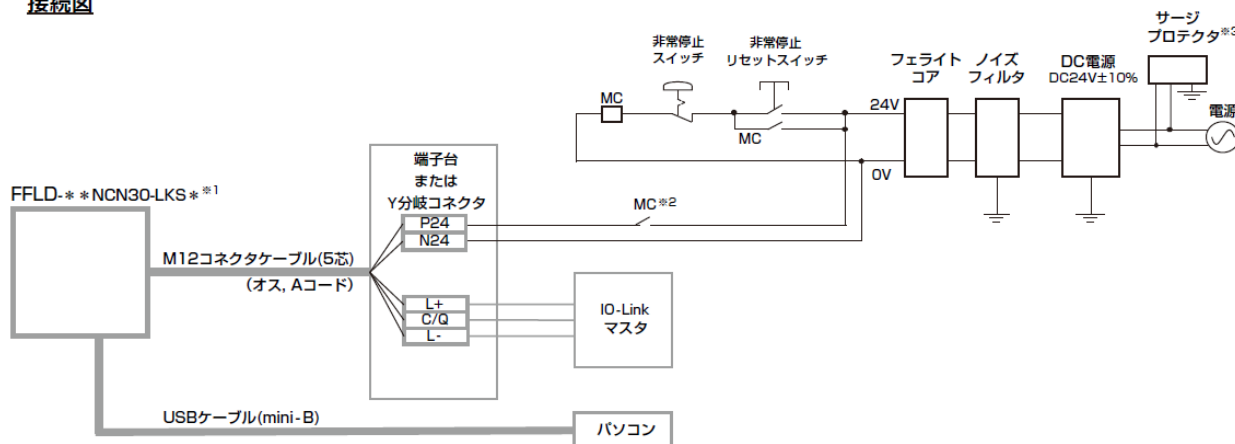 接続図
サージ
プロテクタ※3
非常停止
スイッチ
非常停止
リセットスイッチ
フェライト
コア
ノイズ
フィルタ
DC電源
DC24V±10%
MC
24V
電源
MC
0V
端子台
または
Y分岐コネクタ
FFLD-＊＊NCN30-LKS＊※1
P24
MC※2
N24
M12コネクタケーブル(5芯)
(オス, Aコード)
L+
C/Q
L-
IO-Link
マスタ
USBケーブル(mini-B)
パソコン